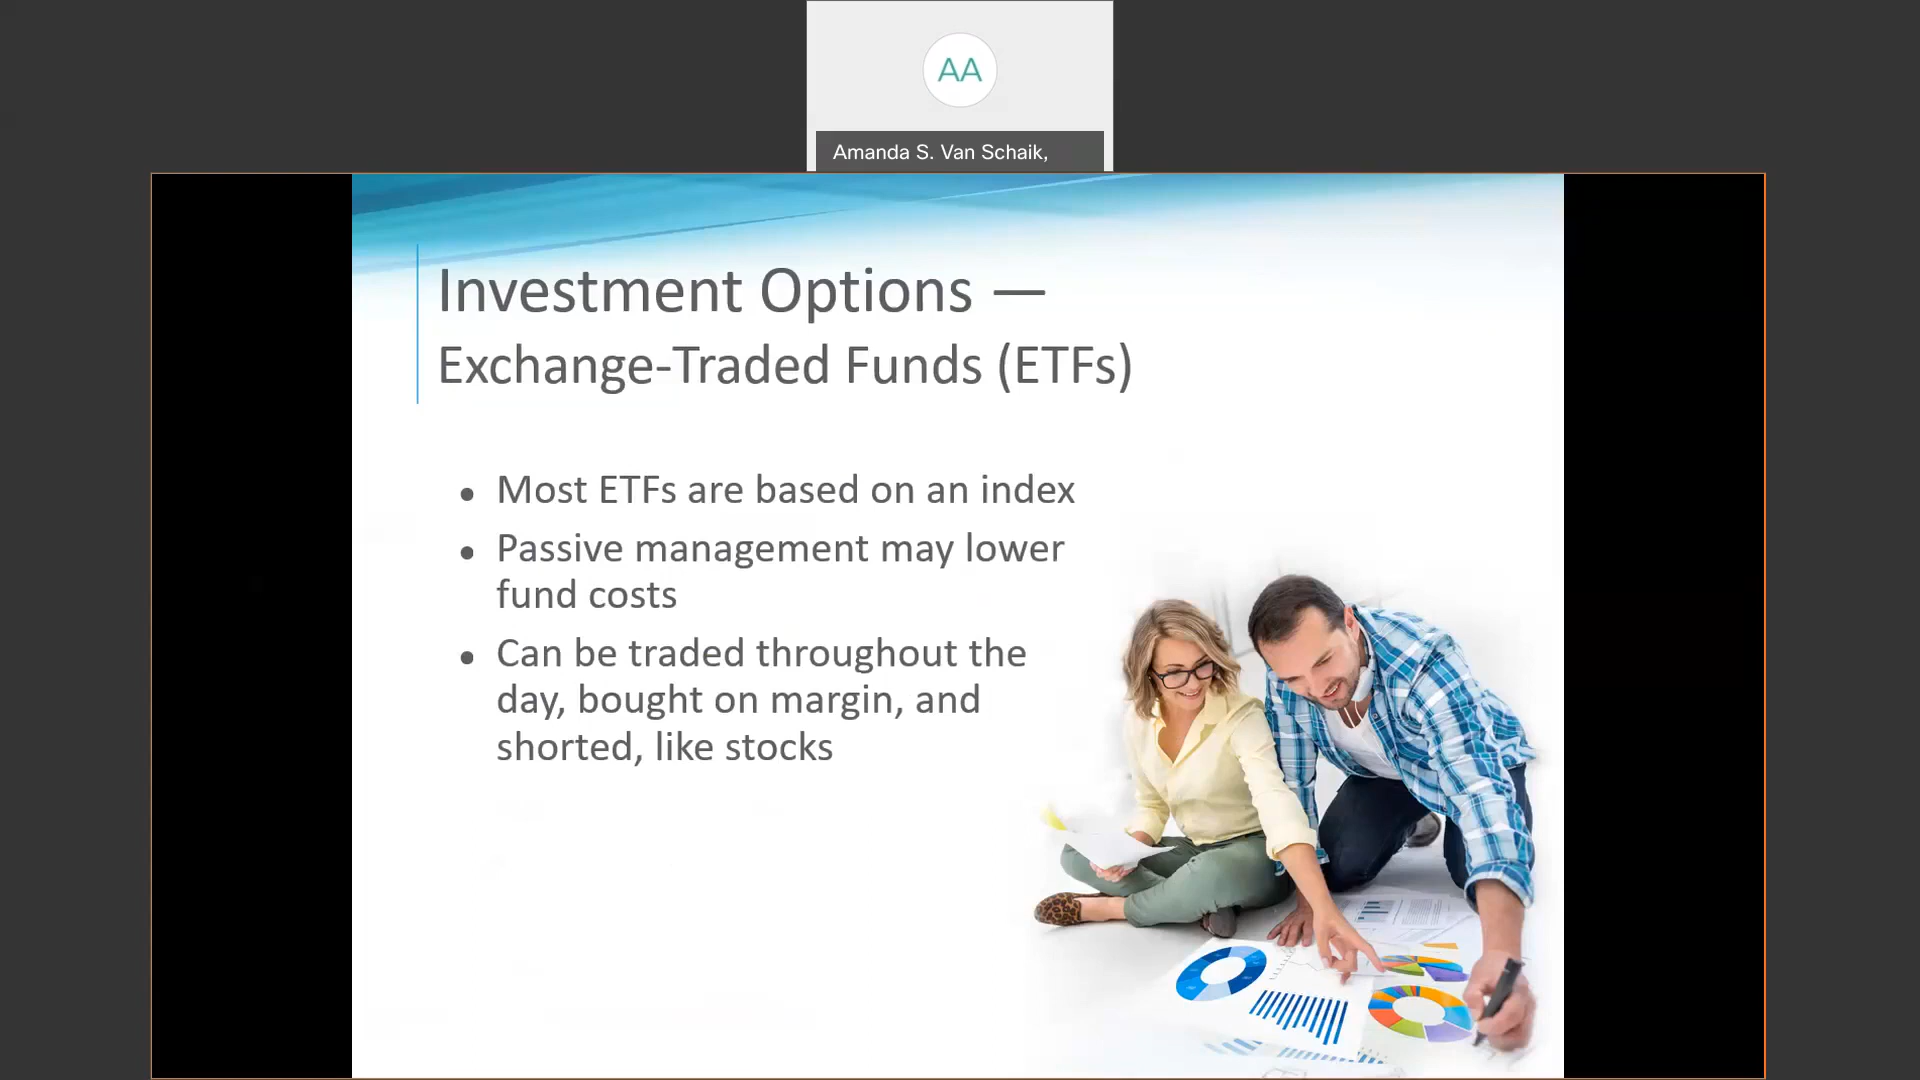 AA
Amanda S. Van Schaik,
Investment Options —
Exchange-Traded Funds (ETFs)
• Most ETFs are based on an index
• Passive management may lower
fund costs
• Can be traded throughout the
day, bought on margin, and
shorted, like stocks